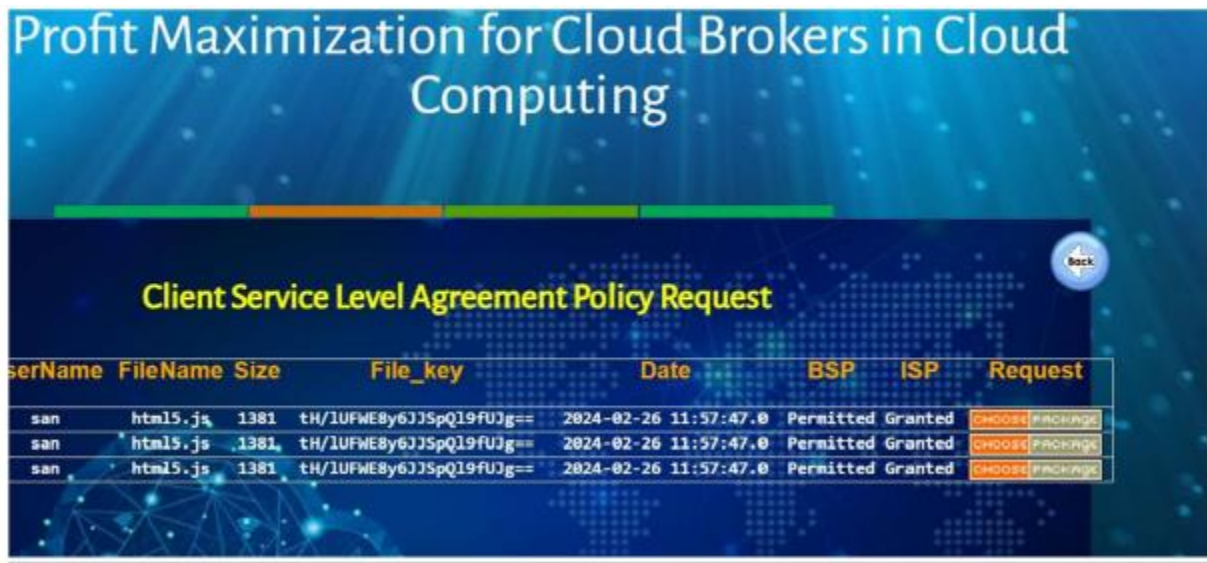 Profit Maximization for Cloud Brokers in Cloud
Computing
Back
Client Service Level Agreement Policy Request
serName FileName Size File_key Date BSP ISP Request
san html5.js 1381 tH/lUFWE8y6JJSpQl9fUJg== 2024-02-26 11:57:47.0 Permitted Granted CHOOSE PACKAGE
san html5.js 1381 tH/lUFWE8y6JJSpQl9fUJg== 2024-02-26 11:57:47.0 Permitted Granted CHOOSE PACKAGE
san html5.js 1381 tH/lUFWE8y6JJSpQl9fUJg== 2024-02-26 11:57:47.0 Permitted Granted CHOOSE PACKAGE